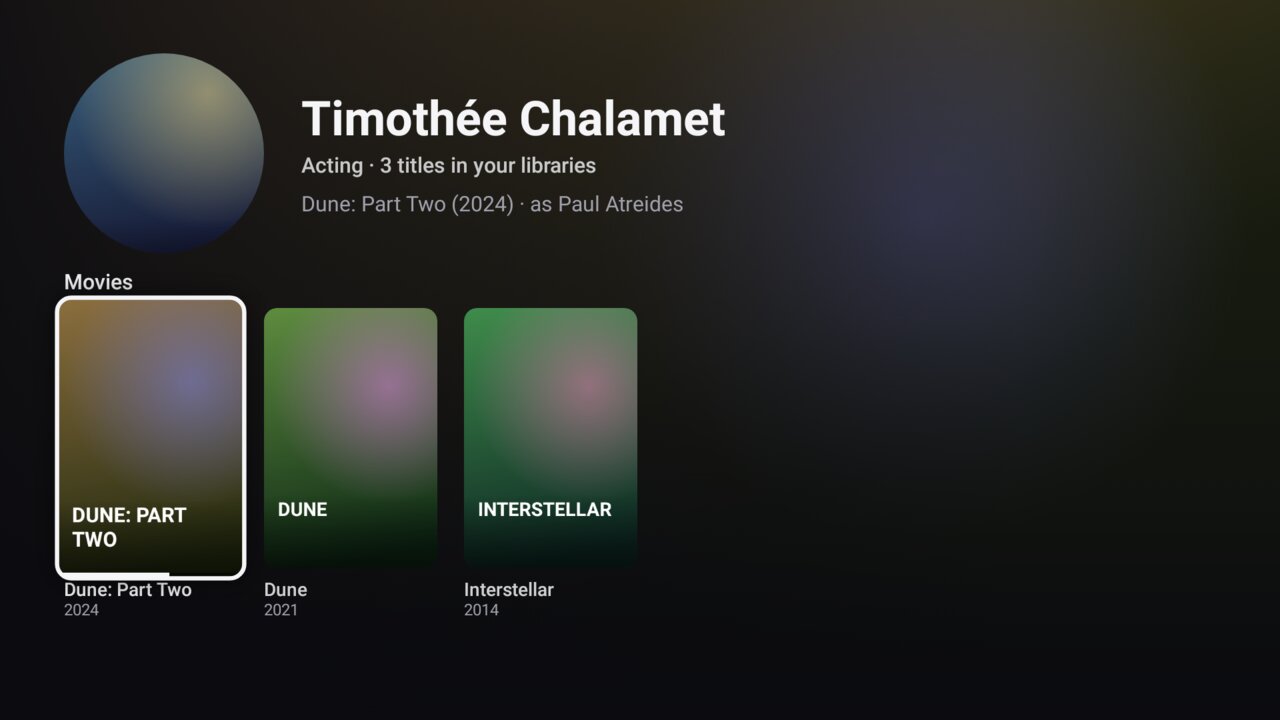 Timothée Chalamet
Acting · 3 titles in your libraries
Dune: Part Two (2024) · as Paul Atreides
Movies
DUNE: PART
TWO
DUNE
INTERSTELLAR
Dune: Part Two
2024
Dune
2021
Interstellar
2014